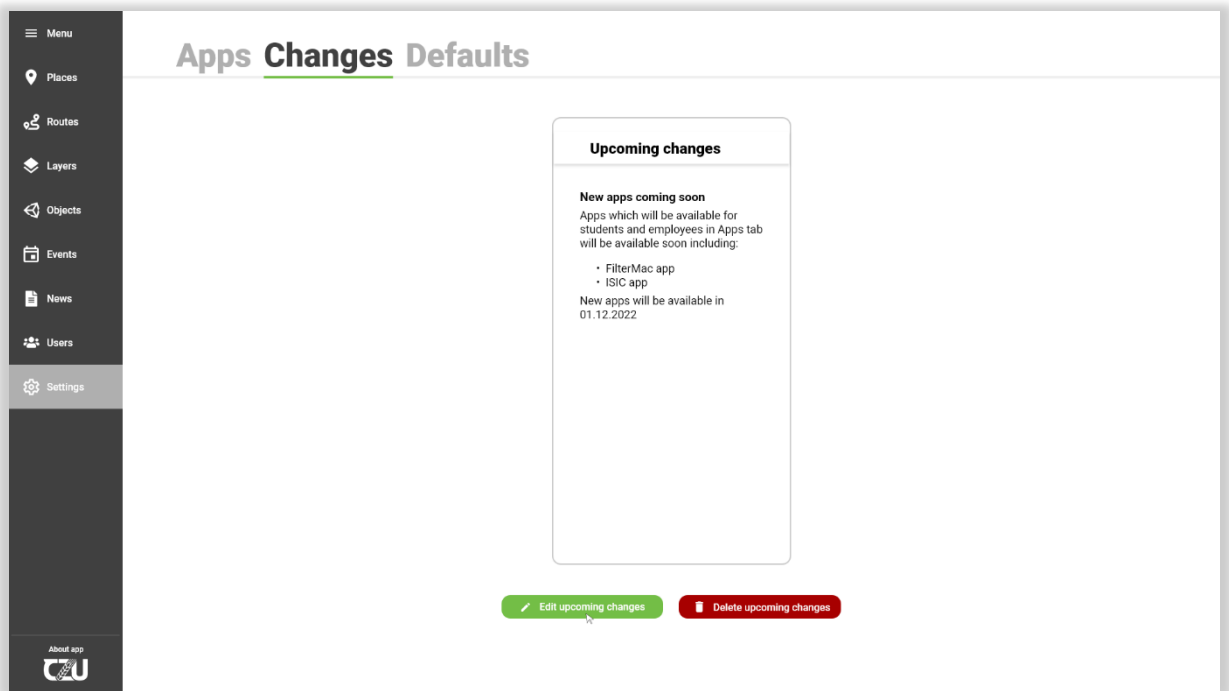 Menu
Places
Routes
Layers
Objects
Events
News
Users
Settings
About app
CZU
Apps Changes Defaults
Upcoming changes
New apps coming soon
Apps which will be available for
students and employees in Apps tab
will be available soon including:
• FilterMac app
• ISIC app
New apps will be available in
01.12.2022
Edit upcoming changes
Delete upcoming changes